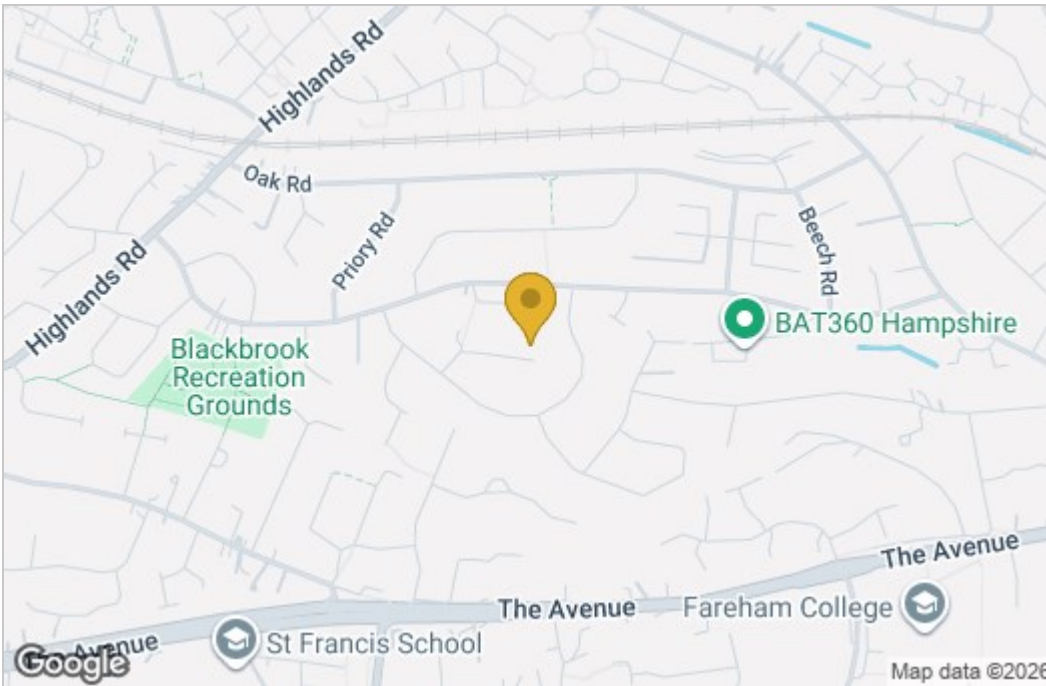 Highlands Rd
Oak Rd
Priory Rd
Beech Rd
Highlands Rd
BAT360 Hampshire
Blackbrook
Recreation
Grounds
The Avenue
The Avenue
Fareham College
The Avenue
St Francis School
Google
Map data ©2026